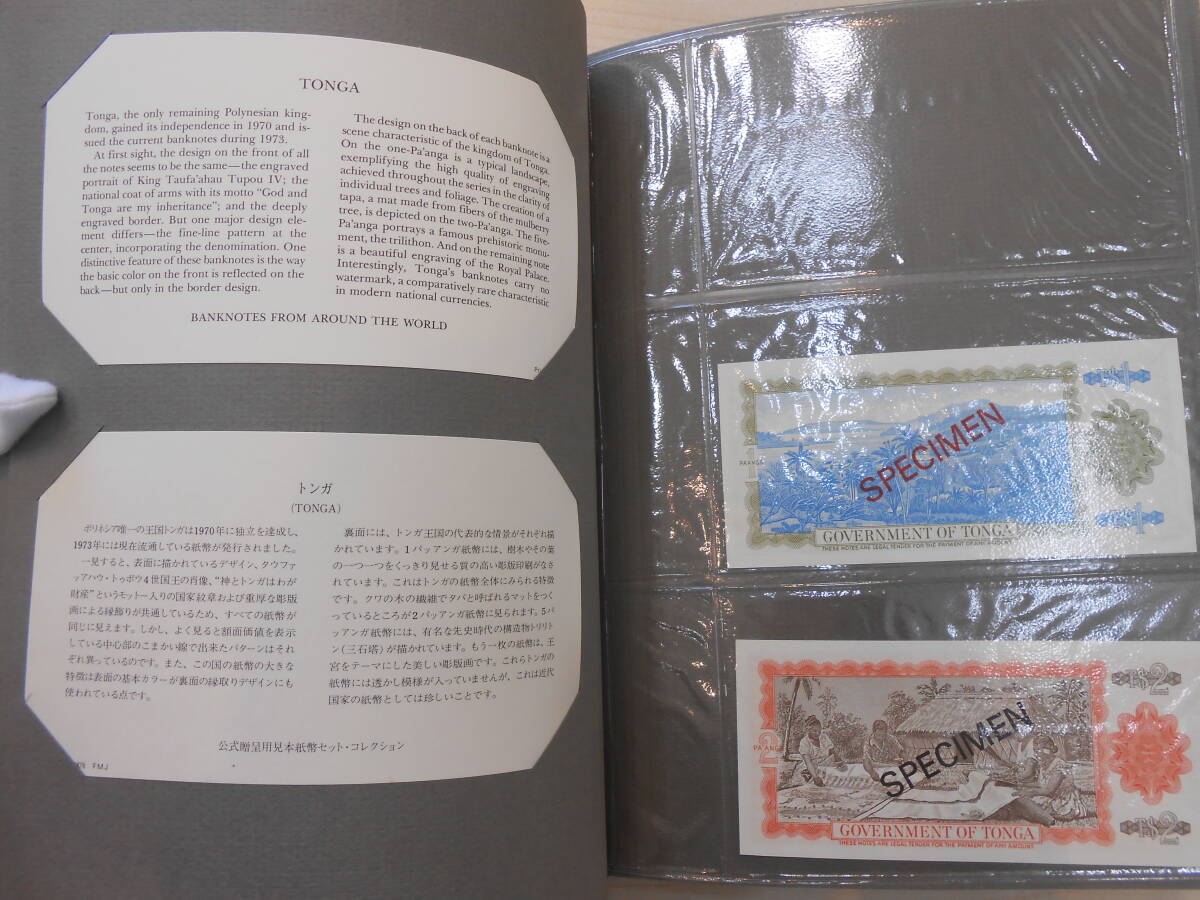 TONGA
Tonga, the only remaining Polynesian king-
dom, gained its independence in 1970 and is-
sued the current banknotes during 1973.
At first sight, the design on the front of all
the notes seems to be the same—the engraved
portrait of King Taufa'ahau Tupou IV; the
national coat of arms with its motto “God and
Tonga are my inheritance”; and the deeply
engraved border. But one major design ele-
ment differs—the fine-line pattern at the
center, incorporating the denomination. One
distinctive feature of these banknotes is the way
the basic color on the front is reflected on the
back—but only in the border design.
The design on the back of each banknote is a
scene characteristic of the kingdom of Tonga.
On the one-Pa'anga is a typical landscape,
exemplifying the high quality of engraving
achieved throughout the series in the clarity of
individual trees and foliage. The creation of a
tapa, a mat made from fibers of the mulberry
tree, is depicted on the two-Pa'anga. The five-
Pa'anga portrays a famous prehistoric monu-
ment, the trilithon. And on the remaining note
is a beautiful engraving of the Royal Palace.
Interestingly, Tonga's banknotes carry no
watermark, a comparatively rare characteristic
in modern national currencies.
BANKNOTES FROM AROUND THE WORLD
トンガ
(TONGA)
ポリネシア唯一の王国トンガは1970年に独立を達成し、
1973年には現在流通している紙幣が発行されました。
一見すると、表面に描かれているデザイン、タウファ
アッハウ・トゥポウ4世国王の肖像、“神とトンガはわが
財産”というモットー入りの国家紋章および重厚な彫版
画による縁飾りが共通しているため、すべての紙幣が
同じに見えます。しかし、よく見ると額面価値を表示
している中心部のこまかい線で出来たパターンはそれ
ぞれ異っているのです。また、この国の紙幣の大きな
特徴は表面の基本カラーが裏面の縁取りデザインにも
使われている点です。
裏面には、トンガ王国の代表的な情景がそれぞれ描
かれています。1パッアンガ紙幣には、樹木やその葉
の一つ一つをくっきり見せる質の高い彫版印刷がなさ
れています。これはトンガの紙幣全体にみられる特徴
です。クワの木の繊維でタパと呼ばれるマットをつく
っているところが2パッアンガ紙幣に見られます。5パ
ッアンガ紙幣には、有名な先史時代の構造物トリリト
ン(三石塔)が描かれています。もう一枚の紙幣は、王
宮をテーマにした美しい彫版画です。これらトンガの
紙幣には透かし模様が入っていませんが、これは近代
国家の紙幣としては珍しいことです。
公式贈呈用見本紙幣セット・コレクション
FMJ
1
PA'ANGA
SPECIMEN
GOVERNMENT OF TONGA
THESE NOTES ARE LEGAL TENDER FOR THE PAYMENT OF ANY AMOUNT
T$2
2
PA'ANGA
SPECIMEN
GOVERNMENT OF TONGA
THESE NOTES ARE LEGAL TENDER FOR THE PAYMENT OF ANY AMOUNT
T$2